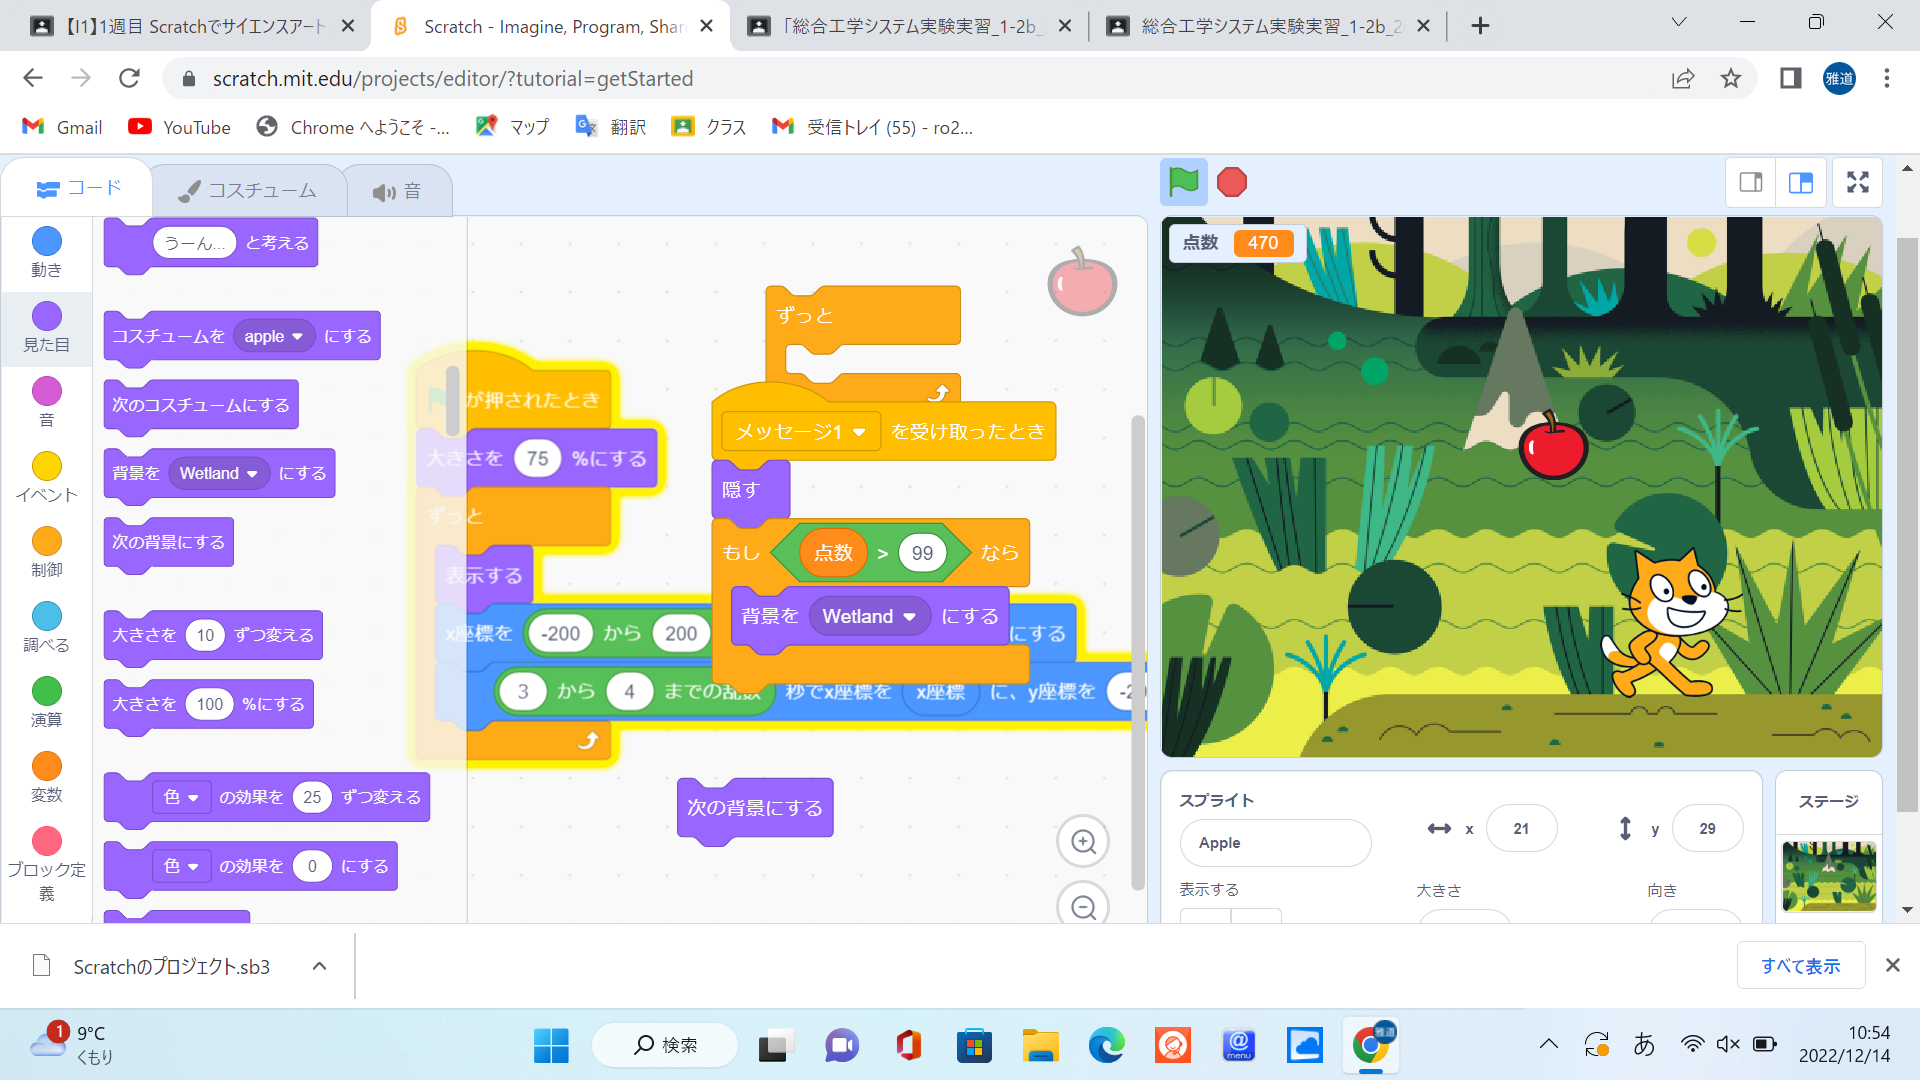 【I1】1週目 Scratchでサイエンスアート
Scratch - Imagine, Program, Shar
「総合工学システム実験実習_1-2b_
総合工学システム実験実習_1-2b_2
scratch.mit.edu/projects/editor/?tutorial=getStarted
雅道
Gmail
YouTube
Chrome へようこそ -...
マップ
翻訳
クラス
受信トレイ (55) - ro2...
コード
コスチューム
音
動き
見た目
音
イベント
制御
調べる
演算
変数
ブロック定
義
うーん... と考える
コスチュームを apple にする
次のコスチュームにする
背景を Wetland にする
次の背景にする
大きさを 10 ずつ変える
大きさを 100 %にする
色 の効果を 25 ずつ変える
色 の効果を 0 にする
が押されたとき
大きさを 75 %にする
ずっと
表示する
x座標を -200 から 200 にする
3 から 4 までの乱数 秒でx座標を x座標 に、y座標を
ずっと
メッセージ1 を受け取ったとき
隠す
もし 点数 > 99 なら
背景を Wetland にする
次の背景にする
点数 470
スプライト
Apple
x 21
y 29
表示する
大きさ
向き
ステージ
Scratchのプロジェクト.sb3
すべて表示
1
9°C
くもり
検索
@
menu
雅道
あ
10:54
2022/12/14